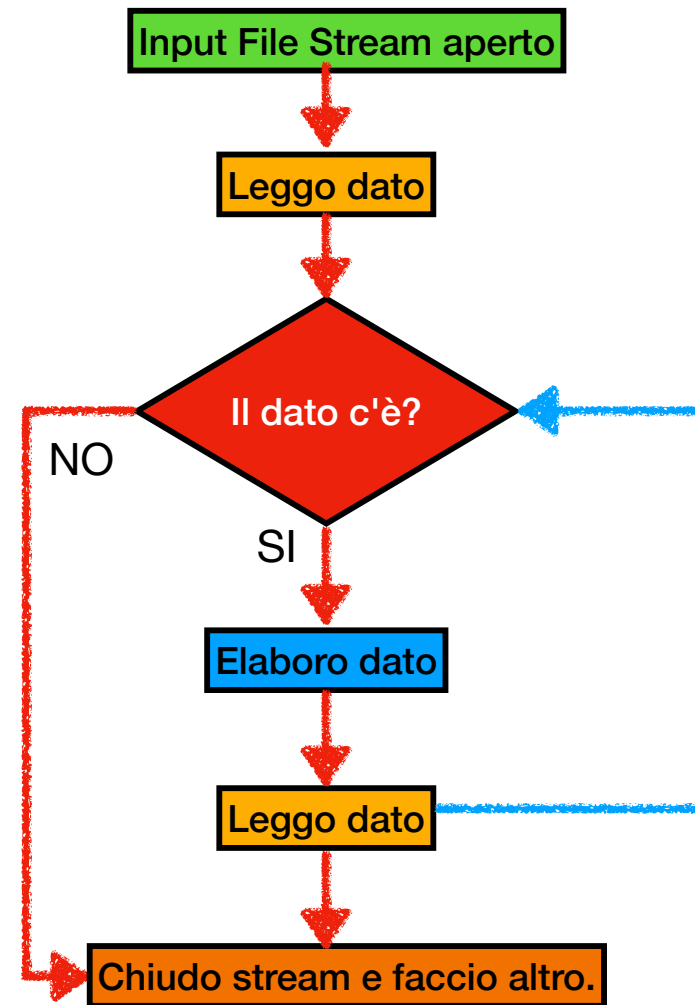 Input File Stream aperto
Leggo dato
Il dato c'è?
NO
SI
Elaboro dato
Leggo dato
Chiudo stream e faccio altro.